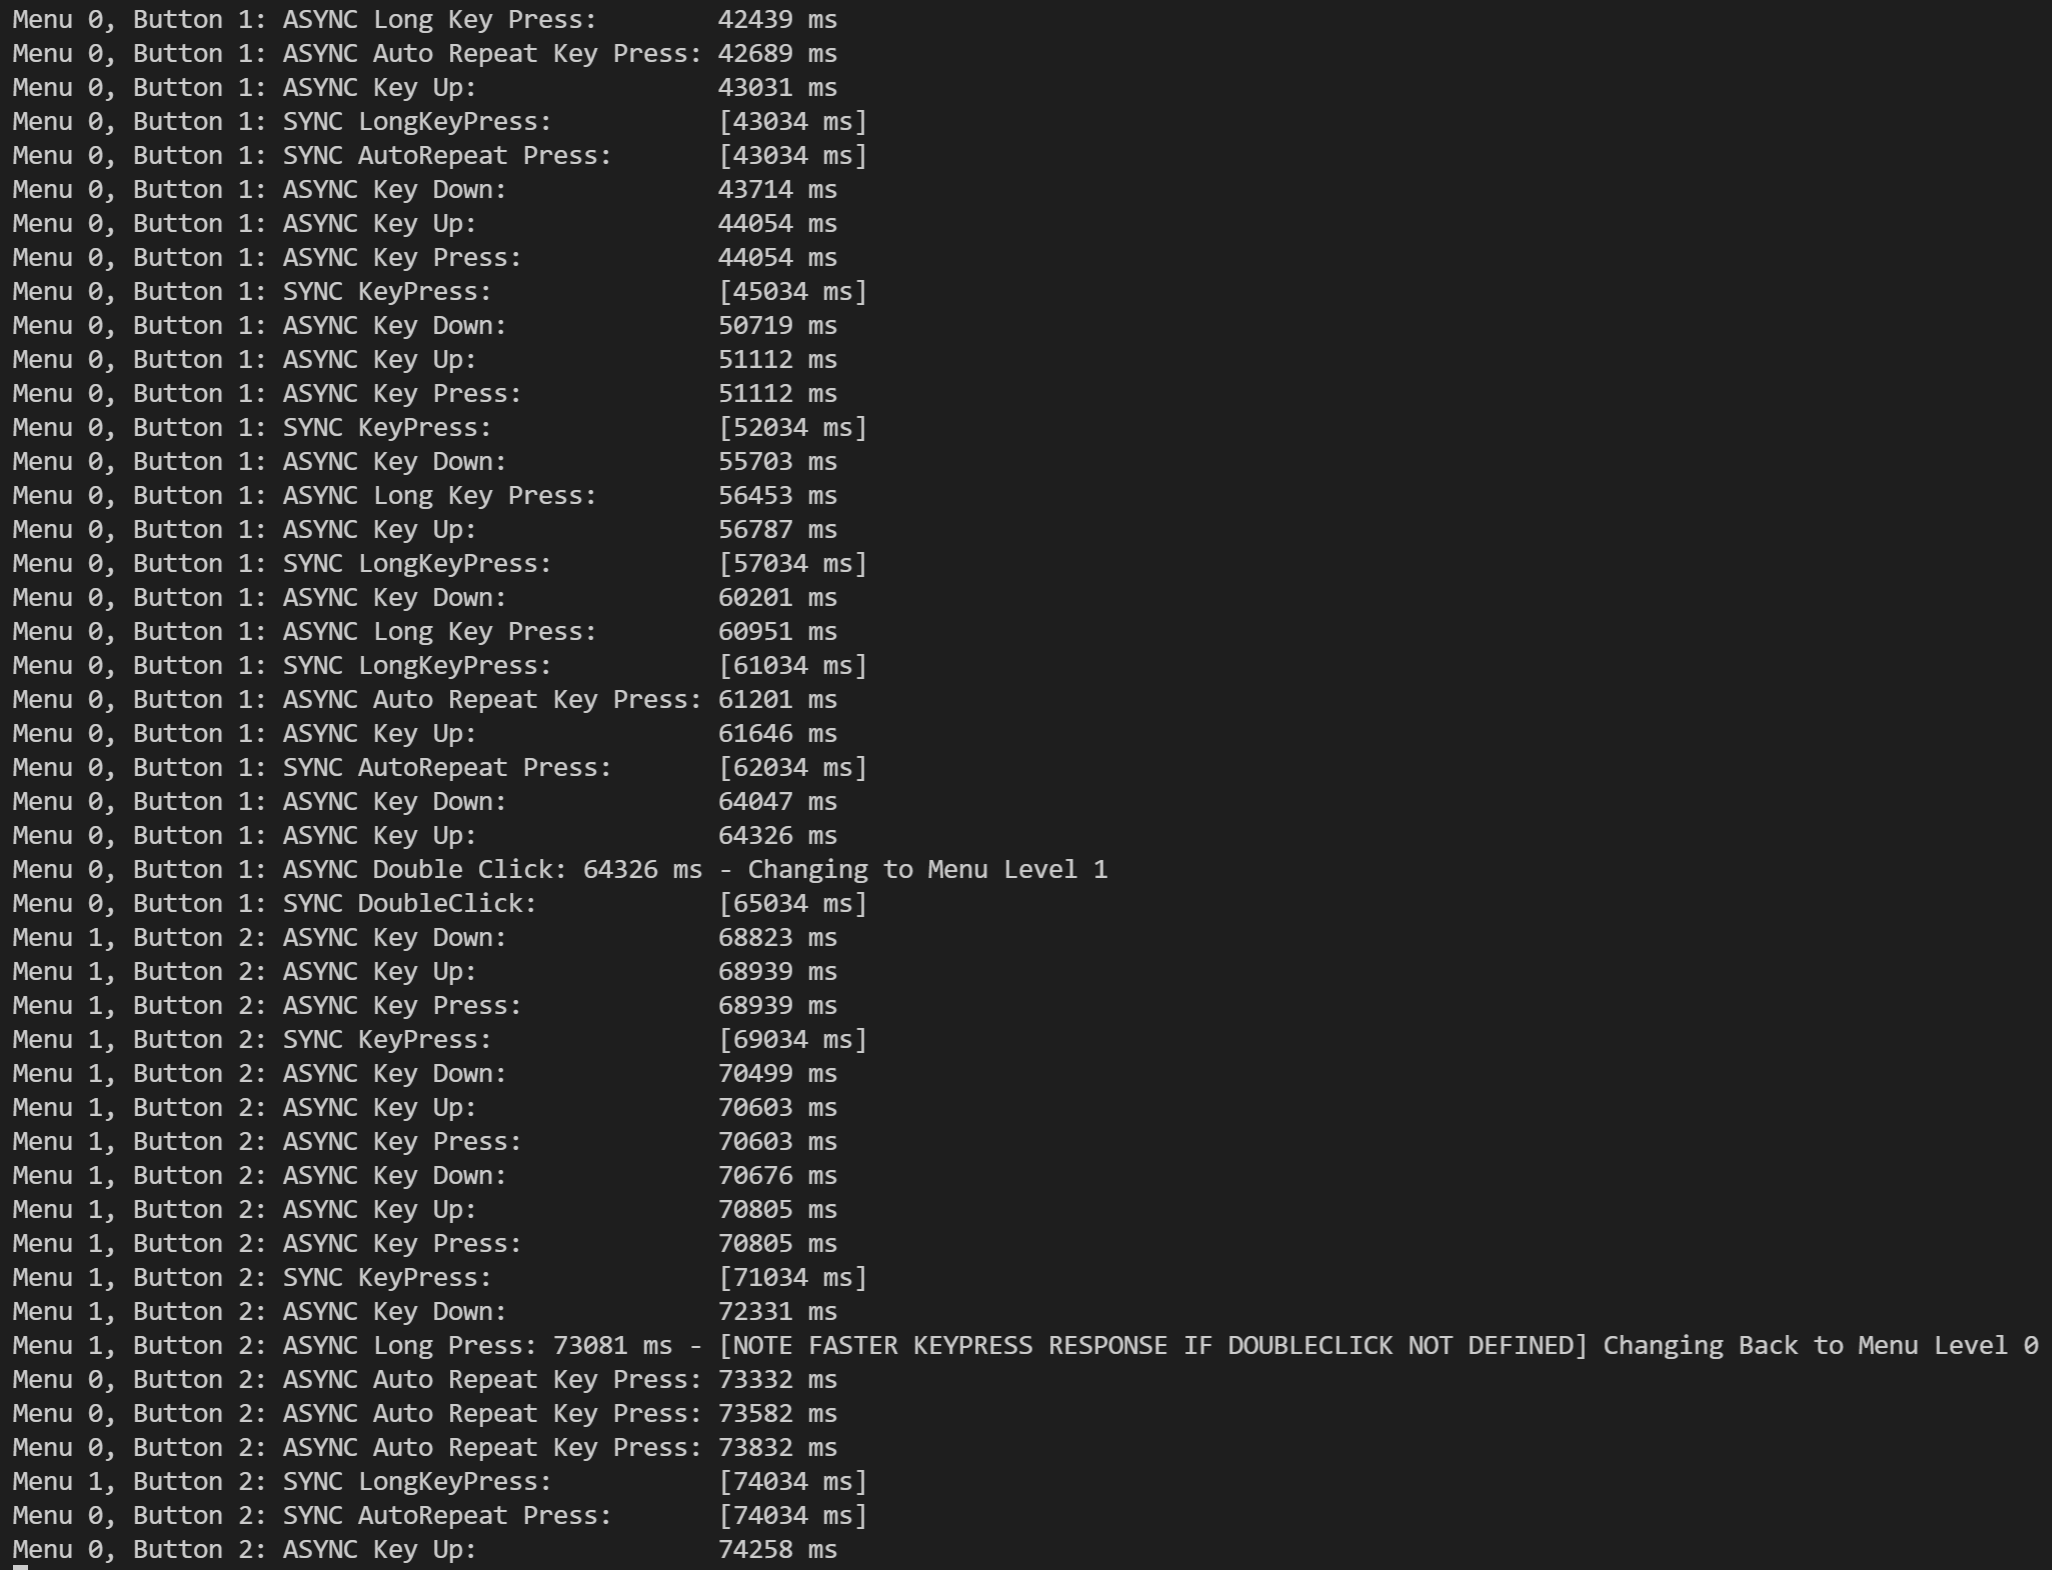 Menu 0, Button 1: ASYNC Long Key Press:        42439 ms
Menu 0, Button 1: ASYNC Auto Repeat Key Press: 42689 ms
Menu 0, Button 1: ASYNC Key Up:                43031 ms
Menu 0, Button 1: SYNC LongKeyPress:           [43034 ms]
Menu 0, Button 1: SYNC AutoRepeat Press:       [43034 ms]
Menu 0, Button 1: ASYNC Key Down:              43714 ms
Menu 0, Button 1: ASYNC Key Up:                44054 ms
Menu 0, Button 1: ASYNC Key Press:             44054 ms
Menu 0, Button 1: SYNC KeyPress:               [45034 ms]
Menu 0, Button 1: ASYNC Key Down:              50719 ms
Menu 0, Button 1: ASYNC Key Up:                51112 ms
Menu 0, Button 1: ASYNC Key Press:             51112 ms
Menu 0, Button 1: SYNC KeyPress:               [52034 ms]
Menu 0, Button 1: ASYNC Key Down:              55703 ms
Menu 0, Button 1: ASYNC Long Key Press:        56453 ms
Menu 0, Button 1: ASYNC Key Up:                56787 ms
Menu 0, Button 1: SYNC LongKeyPress:           [57034 ms]
Menu 0, Button 1: ASYNC Key Down:              60201 ms
Menu 0, Button 1: ASYNC Long Key Press:        60951 ms
Menu 0, Button 1: SYNC LongKeyPress:           [61034 ms]
Menu 0, Button 1: ASYNC Auto Repeat Key Press: 61201 ms
Menu 0, Button 1: ASYNC Key Up:                61646 ms
Menu 0, Button 1: SYNC AutoRepeat Press:       [62034 ms]
Menu 0, Button 1: ASYNC Key Down:              64047 ms
Menu 0, Button 1: ASYNC Key Up:                64326 ms
Menu 0, Button 1: ASYNC Double Click: 64326 ms - Changing to Menu Level 1
Menu 0, Button 1: SYNC DoubleClick:            [65034 ms]
Menu 1, Button 2: ASYNC Key Down:              68823 ms
Menu 1, Button 2: ASYNC Key Up:                68939 ms
Menu 1, Button 2: ASYNC Key Press:             68939 ms
Menu 1, Button 2: SYNC KeyPress:               [69034 ms]
Menu 1, Button 2: ASYNC Key Down:              70499 ms
Menu 1, Button 2: ASYNC Key Up:                70603 ms
Menu 1, Button 2: ASYNC Key Press:             70603 ms
Menu 1, Button 2: ASYNC Key Down:              70676 ms
Menu 1, Button 2: ASYNC Key Up:                70805 ms
Menu 1, Button 2: ASYNC Key Press:             70805 ms
Menu 1, Button 2: SYNC KeyPress:               [71034 ms]
Menu 1, Button 2: ASYNC Key Down:              72331 ms
Menu 1, Button 2: ASYNC Long Press: 73081 ms - [NOTE FASTER KEYPRESS RESPONSE IF DOUBLECLICK NOT DEFINED] Changing Back to Menu Level 0
Menu 0, Button 2: ASYNC Auto Repeat Key Press: 73332 ms
Menu 0, Button 2: ASYNC Auto Repeat Key Press: 73582 ms
Menu 0, Button 2: ASYNC Auto Repeat Key Press: 73832 ms
Menu 1, Button 2: SYNC LongKeyPress:           [74034 ms]
Menu 0, Button 2: SYNC AutoRepeat Press:       [74034 ms]
Menu 0, Button 2: ASYNC Key Up:                74258 ms